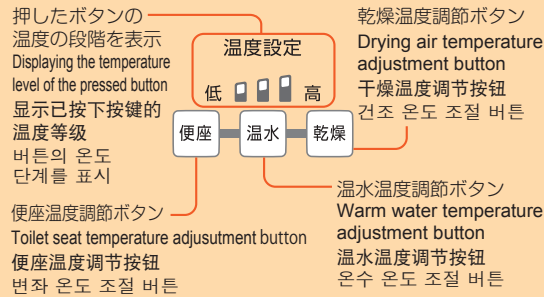 押したボタンの
温度の段階を表示
Displaying the temperature
level of the pressed button
显示已按下按键的
温度等级
버튼의 온도
단계를 표시
温度設定
低 高
便座 温水 乾燥
乾燥温度調節ボタン
Drying air temperature
adjustment button
干燥温度调节按钮
건조 온도 조절 버튼
便座温度調節ボタン
Toilet seat temperature adjusutment button
便座温度调节按钮
변좌 온도 조절 버튼
温水温度調節ボタン
Warm water temperature
adjustment button
温水温度调节按钮
온수 온도 조절 버튼